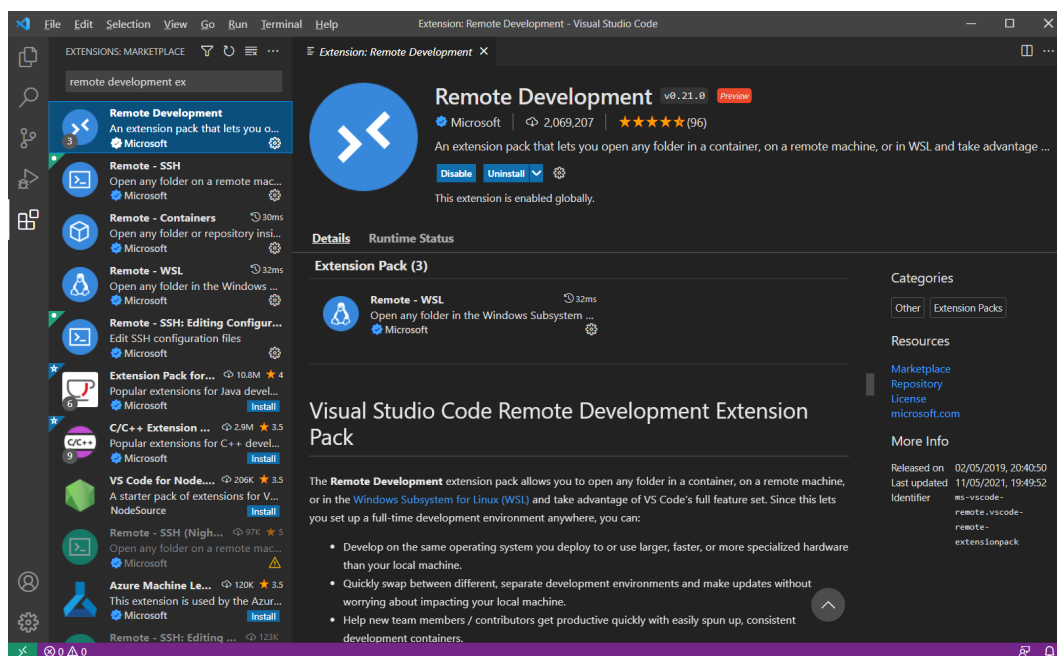 File Edit Selection View Go Run Terminal Help Extension: Remote Development - Visual Studio Code
EXTENSIONS: MARKETPLACE
remote development ex
Remote Development
An extension pack that lets you o...
Microsoft
3
Remote - SSH
Open any folder on a remote mac...
Microsoft
Remote - Containers 30ms
Open any folder or repository insi...
Microsoft
Remote - WSL 32ms
Open any folder in the Windows ...
Microsoft
Remote - SSH: Editing Configur...
Edit SSH configuration files
Microsoft
Extension Pack for... 10.8M ★ 4
Popular extensions for Java devel...
6
Microsoft Install
C/C++ Extension ... 2.9M ★ 3.5
C/C++
Popular extensions for C++ devel...
9
Microsoft Install
VS Code for Node.... 206K ★ 3.5
A starter pack of extensions for V...
NodeSource Install
Remote - SSH (Nigh... 97K ★ 5
Open any folder on a remote mac...
Microsoft
Azure Machine Le... 120K ★ 3.5
This extension is used by the Azur...
Microsoft Install
Remote - SSH: Editing ... 123K
0 0
Extension: Remote Development
Remote Development v0.21.0 Preview
Microsoft | 2,069,207 | ★★★★★(96)
An extension pack that lets you open any folder in a container, on a remote machine, or in WSL and take advantage ...
Disable Uninstall
This extension is enabled globally.
Details Runtime Status
Extension Pack (3)
Remote - WSL 32ms
Open any folder in the Windows Subsystem ...
Microsoft
Visual Studio Code Remote Development Extension
Pack
The Remote Development extension pack allows you to open any folder in a container, on a remote machine,
or in the Windows Subsystem for Linux (WSL) and take advantage of VS Code's full feature set. Since this lets
you set up a full-time development environment anywhere, you can:
• Develop on the same operating system you deploy to or use larger, faster, or more specialized hardware
than your local machine.
• Quickly swap between different, separate development environments and make updates without
worrying about impacting your local machine.
• Help new team members / contributors get productive quickly with easily spun up, consistent
development containers.
Categories
Other Extension Packs
Resources
Marketplace
Repository
License
microsoft.com
More Info
Released on 02/05/2019, 20:40:50
Last updated 11/05/2021, 19:49:52
Identifier ms-vscode-
remote.vscode-
remote-
extensionpack